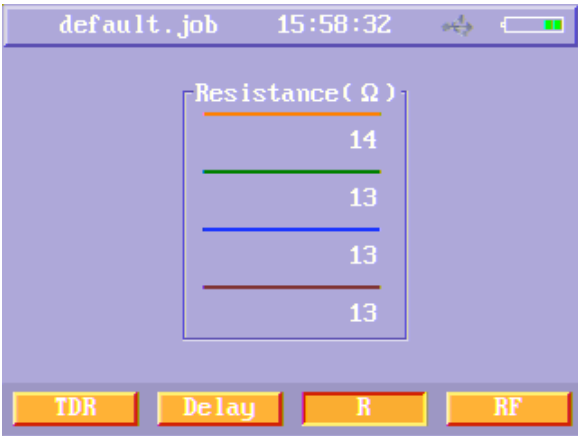 default.job 15:58:32
Resistance(Ω)
14
13
13
13
TDR Delay R RF